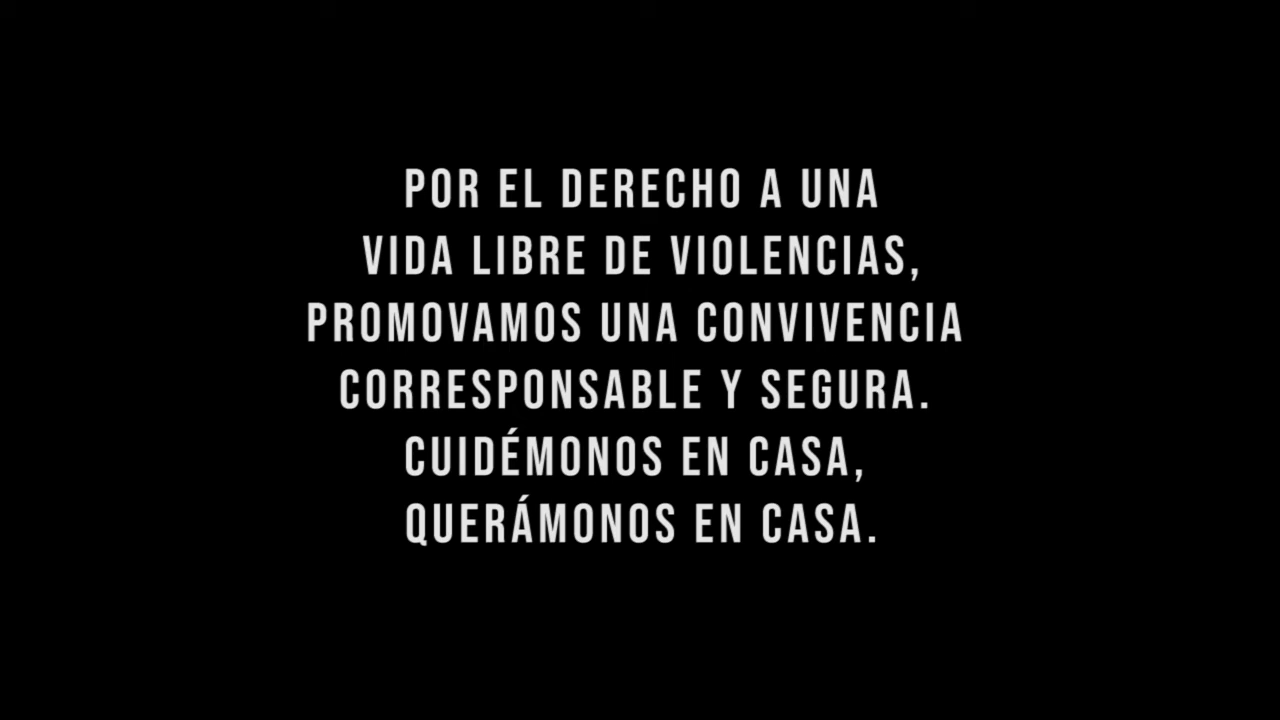 POR EL DERECHO A UNA
VIDA LIBRE DE VIOLENCIAS,
PROMOVAMOS UNA CONVIVENCIA
CORRESPONSABLE Y SEGURA.
CUIDÉMONOS EN CASA,
QUERÁMONOS EN CASA.